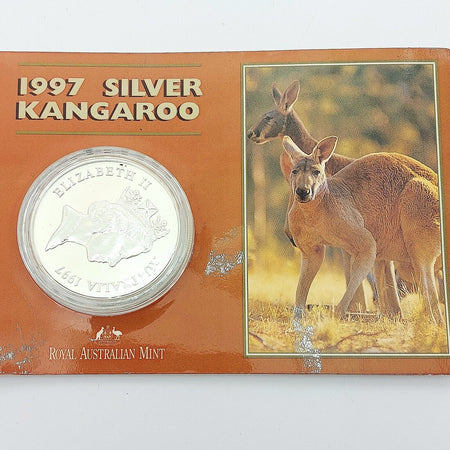 1997 SILVER
KANGAROO
ELIZABETH II
AUSTRALIA 1997
ROYAL AUSTRALIAN MINT